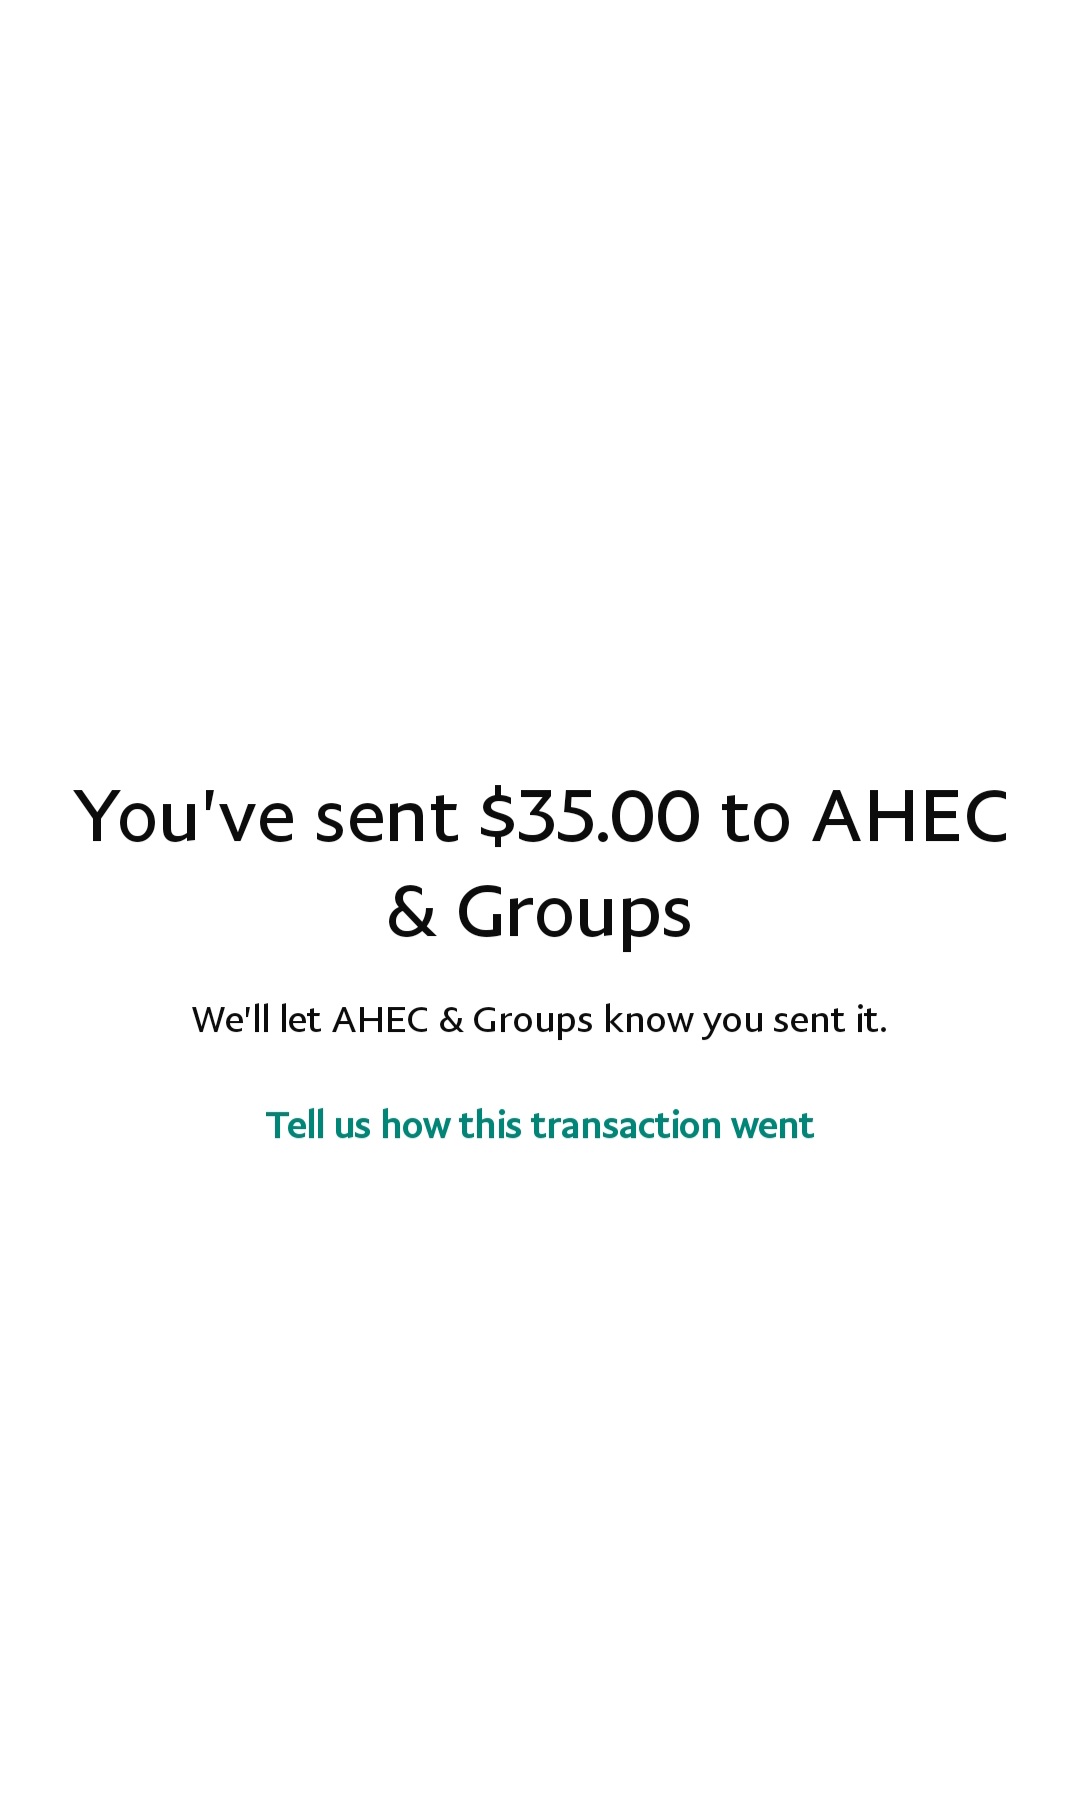 You've sent $35.00 to AHEC
& Groups
We'll let AHEC & Groups know you sent it.
Tell us how this transaction went